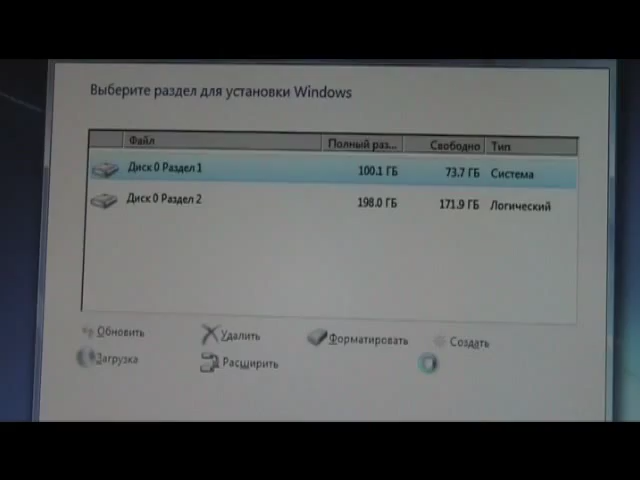 Выберите раздел для установки Windows
Файл Полный раз... Свободно Тип
Диск 0 Раздел 1 100.1 ГБ 73.7 ГБ Система
Диск 0 Раздел 2 198.0 ГБ 171.9 ГБ Логический
Обновить Удалить Форматировать Создать
Загрузка Расширить